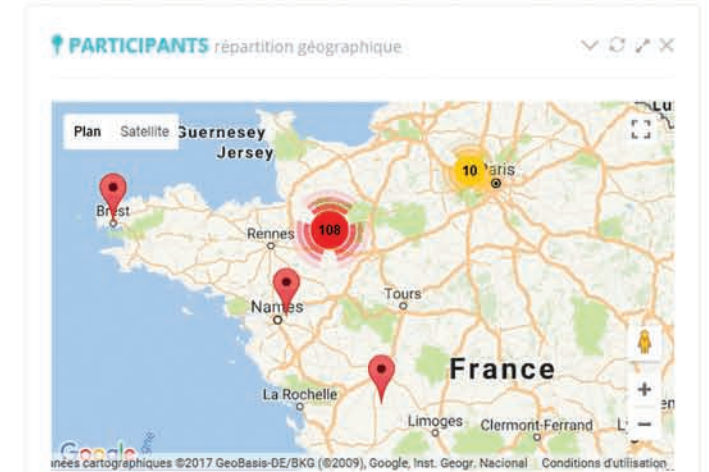 PARTICIPANTS répartition géographique
Plan Satellite
Guernesey
Jersey
10
Paris
Brest
Rennes
108
Nantes
Tours
France
La Rochelle
Limoges
Clermont-Ferrand
Google
nées cartographiques ©2017 GeoBasis-DE/BKG (©2009), Google, Inst. Geogr. Nacional Conditions d'utilisation